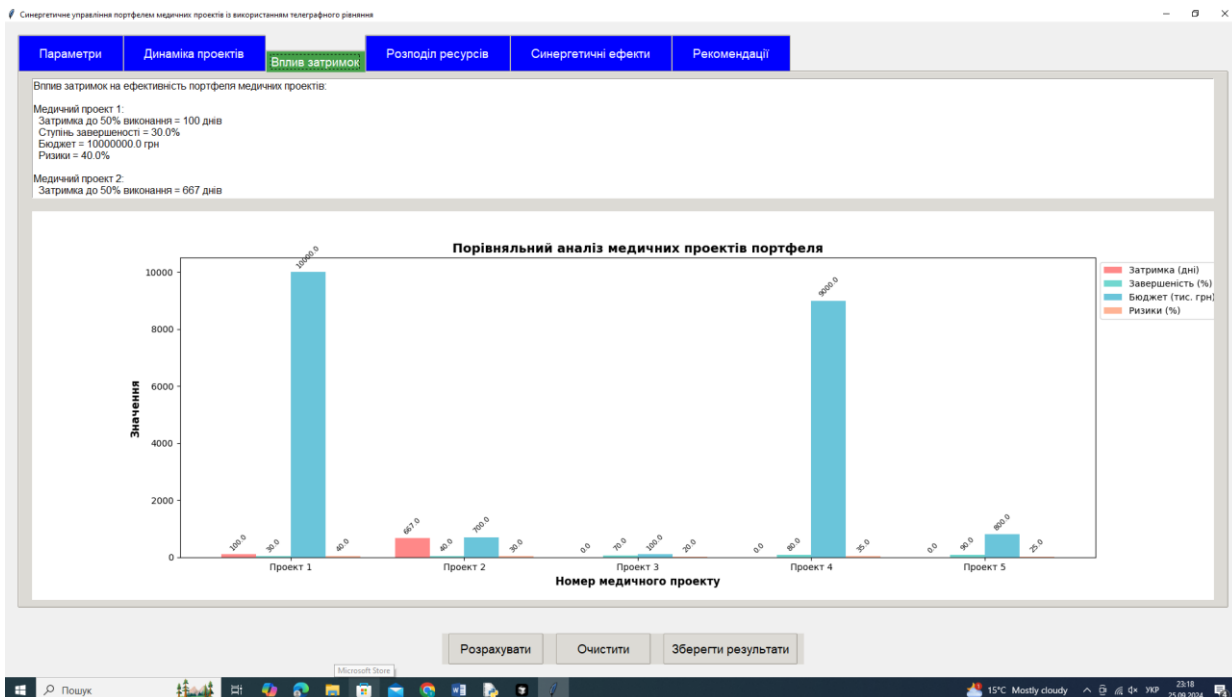 Синергетичне управління портфелем медичних проектів із використанням телеграфного рівняння
Параметри
Динаміка проектів
Вплив затримок
Розподіл ресурсів
Синергетичні ефекти
Рекомендації
Вплив затримок на ефективність портфеля медичних проектів:
Медичний проект 1:
Затримка до 50% виконання = 100 днів
Ступінь завершеності = 30.0%
Бюджет = 10000000.0 грн
Ризики = 40.0%
Медичний проект 2:
Затримка до 50% виконання = 667 днів
Порівняльний аналіз медичних проектів портфеля
Затримка (дні)
Завершеність (%)
Бюджет (тис. грн)
Ризики (%)
Значення
10000
8000
6000
4000
2000
0
100.0
30.0
10000.0
40.0
667.0
40.0
700.0
30.0
0.0
70.0
100.0
20.0
0.0
80.0
9000.0
35.0
0.0
90.0
800.0
25.0
Проект 1
Проект 2
Проект 3
Проект 4
Проект 5
Номер медичного проекту
Розрахувати
Очистити
Зберегти результати
Microsoft Store
Пошук
15°C Mostly cloudy
УКР
23:18
25.09.2024